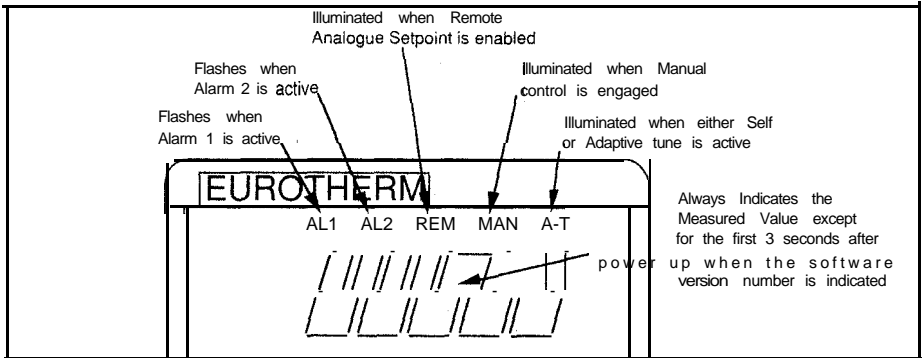 Illuminated when Remote
Analogue Setpoint is enabled
Flashes when
Alarm 2 is active
Illuminated when Manual
control is engaged
Flashes when
Alarm 1 is active
Illuminated when either Self
or Adaptive tune is active
EUROTHERM
AL1 AL2 REM MAN A-T
Always Indicates the
Measured Value except
for the first 3 seconds after
power up when the software
version number is indicated